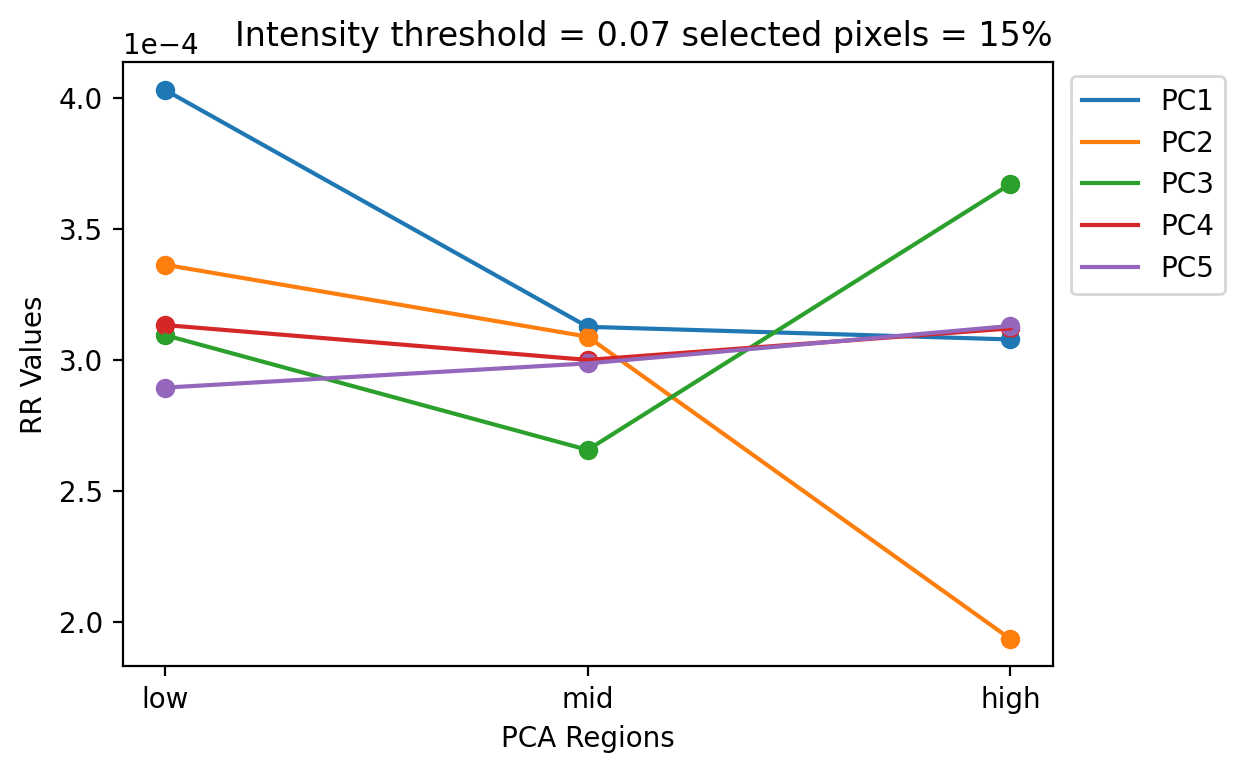 Intensity threshold = 0.07 selected pixels = 15%
1e−4
4.0
3.5
3.0
2.5
2.0
RR Values
low mid high
PCA Regions
PC1
PC2
PC3
PC4
PC5